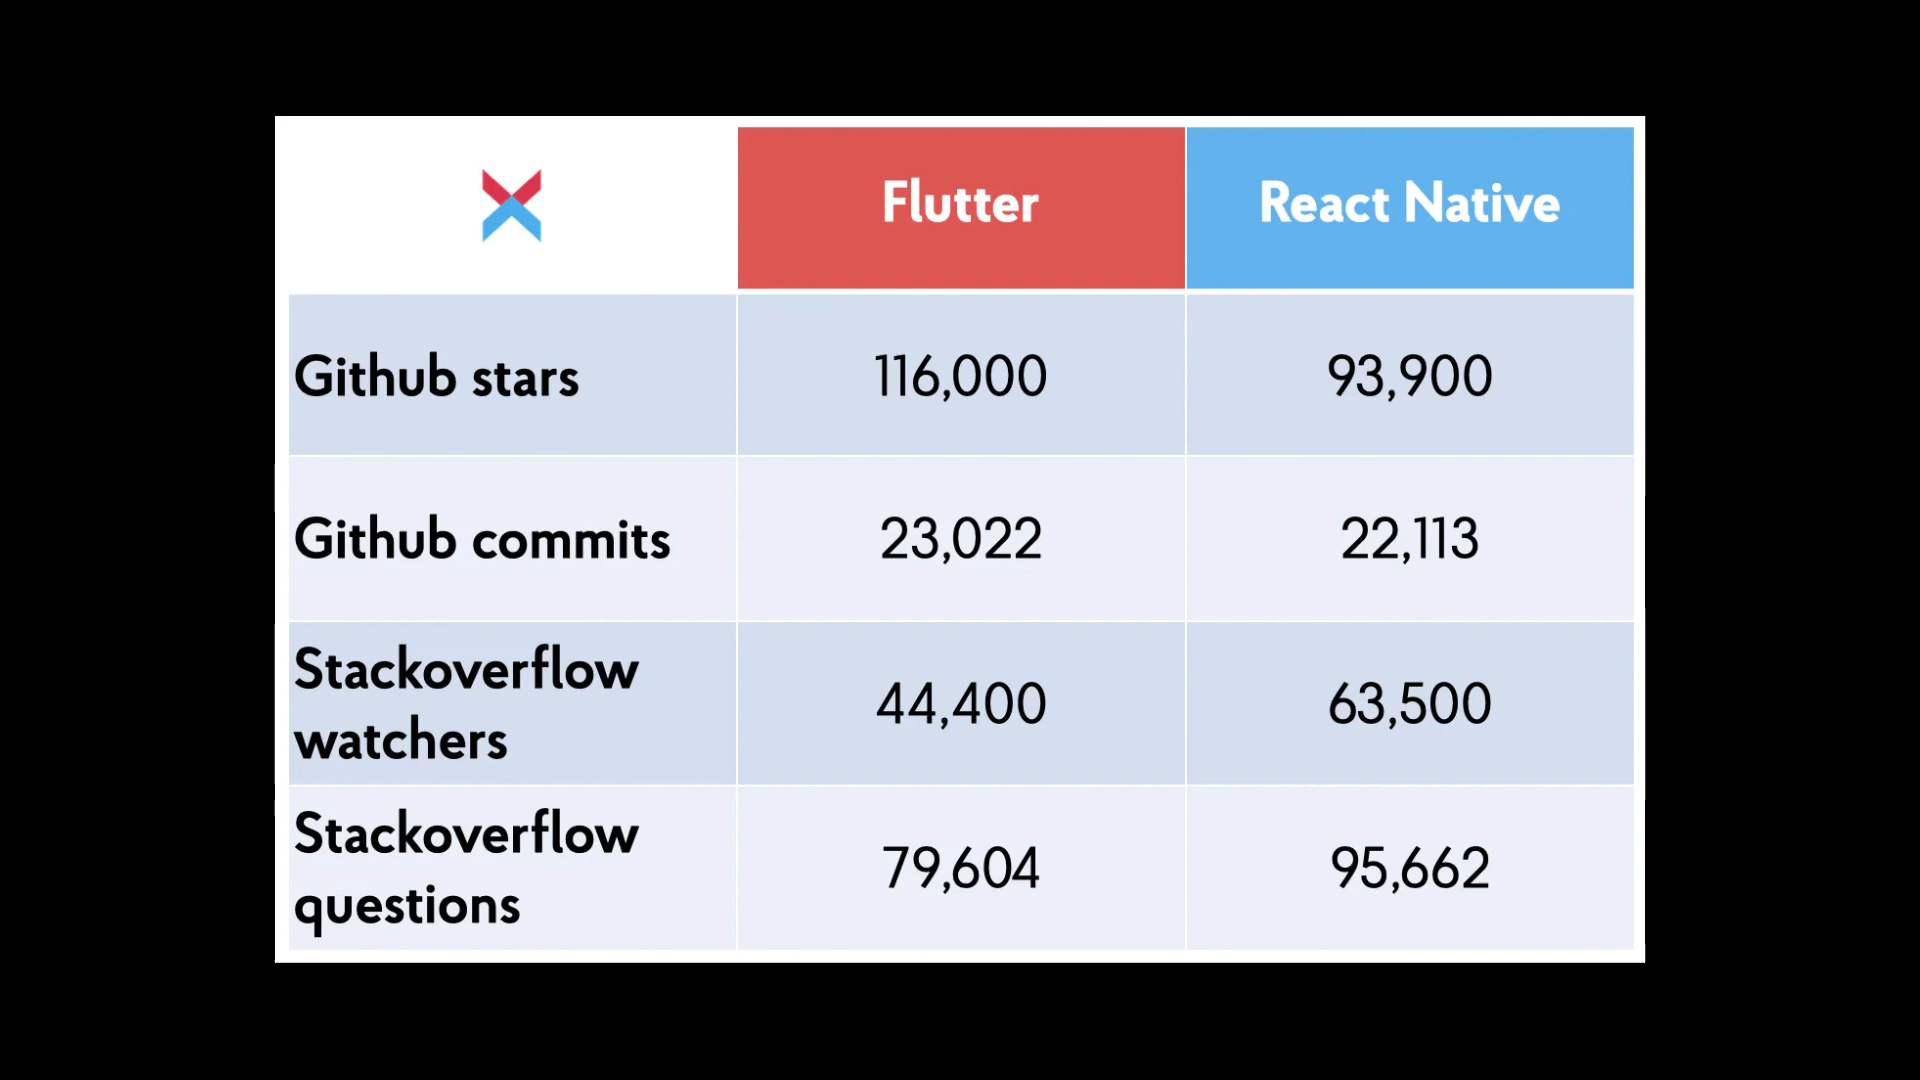 Flutter React Native
Github stars 116,000 93,900
Github commits 23,022 22,113
Stackoverflow
watchers 44,400 63,500
Stackoverflow
questions 79,604 95,662